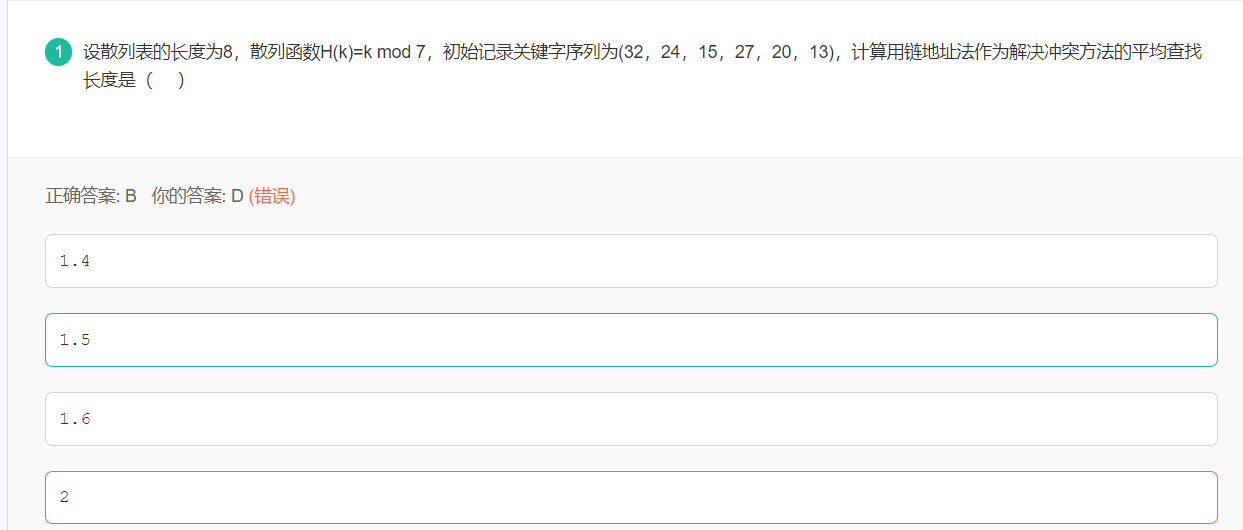 1 设散列表的长度为8，散列函数H(k)=k mod 7，初始记录关键字序列为(32，24，15，27，20，13)，计算用链地址法作为解决冲突方法的平均查找
长度是（ ）
正确答案: B 你的答案: D (错误)
1.4
1.5
1.6
2